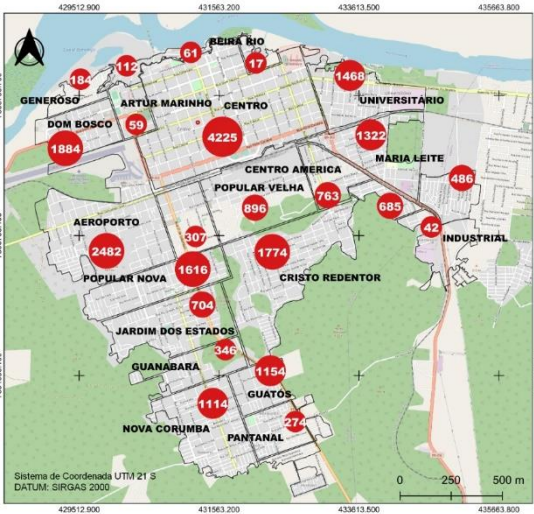 429512.900 431563.200 433613.500 435663.800
BEIRA RIO
61
17
112
184
1468
GENEROSO
ARTUR MARINHO
CENTRO
UNIVERSITÁRIO
DOM BOSCO
59
4225
1322
1884
MARIA LEITE
CENTRO AMERICA
486
POPULAR VELHA
763
896
685
AEROPORTO
42
307
INDUSTRIAL
2482
1774
1616
POPULAR NOVA
CRISTO REDENTOR
704
JARDIM DOS ESTADOS
346
GUANABARA
1154
GUATÓS
1114
274
NOVA CORUMBA
PANTANAL
Sistema de Coordenada UTM 21 S
DATUM: SIRGAS 2000
0 250 500 m
429512.900 431563.200 433613.500 435663.800